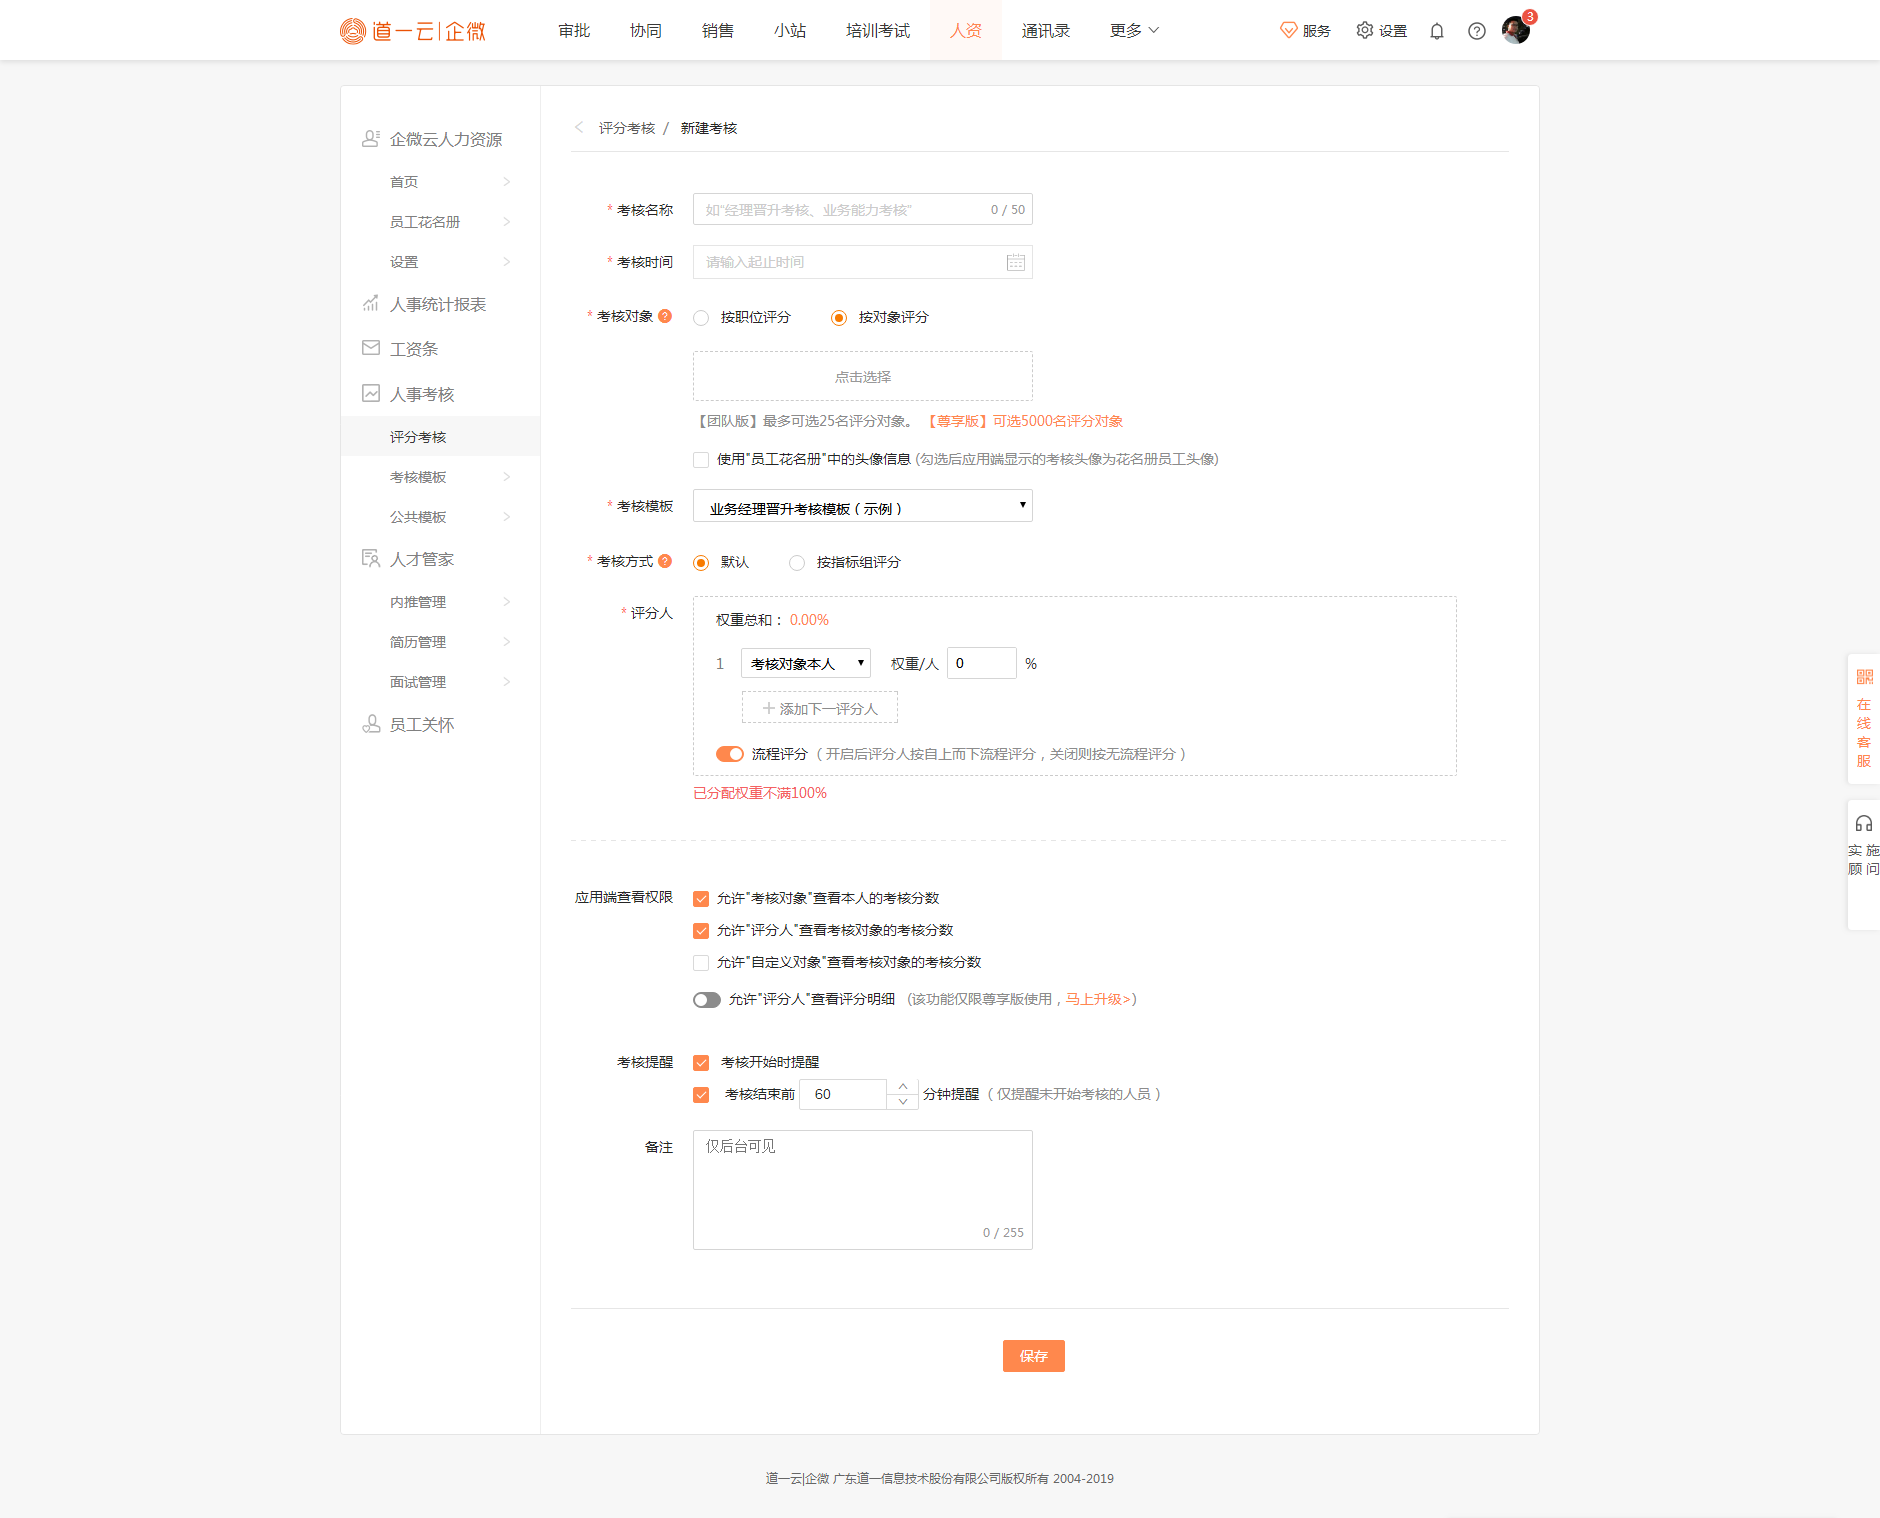 道一云|企微
审批 协同 销售 小站 培训考试 人资 通讯录 更多
服务 设置 3
企微云人力资源
首页
员工花名册
设置
人事统计报表
工资条
人事考核
评分考核
考核模板
公共模板
人才管家
内推管理
简历管理
面试管理
员工关怀
评分考核 / 新建考核
* 考核名称 如“经理晋升考核、业务能力考核” 0 / 50
* 考核时间 请输入起止时间
* 考核对象 ? 按职位评分 按对象评分
点击选择
【团队版】最多可选25名评分对象。 【尊享版】可选5000名评分对象
使用"员工花名册"中的头像信息 (勾选后应用端显示的考核头像为花名册员工头像)
* 考核模板 业务经理晋升考核模板（示例）
* 考核方式 ? 默认 按指标组评分
* 评分人 权重总和： 0.00%
1 考核对象本人 权重/人 0 %
添加下一评分人
流程评分 （ 开启后评分人按自上而下流程评分，关闭则按无流程评分 ）
已分配权重不满100%
应用端查看权限 允许"考核对象"查看本人的考核分数
允许"评分人"查看考核对象的考核分数
允许"自定义对象"查看考核对象的考核分数
允许"评分人"查看评分明细 (该功能仅限尊享版使用，马上升级>)
考核提醒 考核开始时提醒
考核结束前 60 分钟提醒 （ 仅提醒未开始考核的人员 ）
备注 仅后台可见
0 / 255
保存
在线客服
实施顾问
道一云|企微 广东道一信息技术股份有限公司版权所有 2004-2019